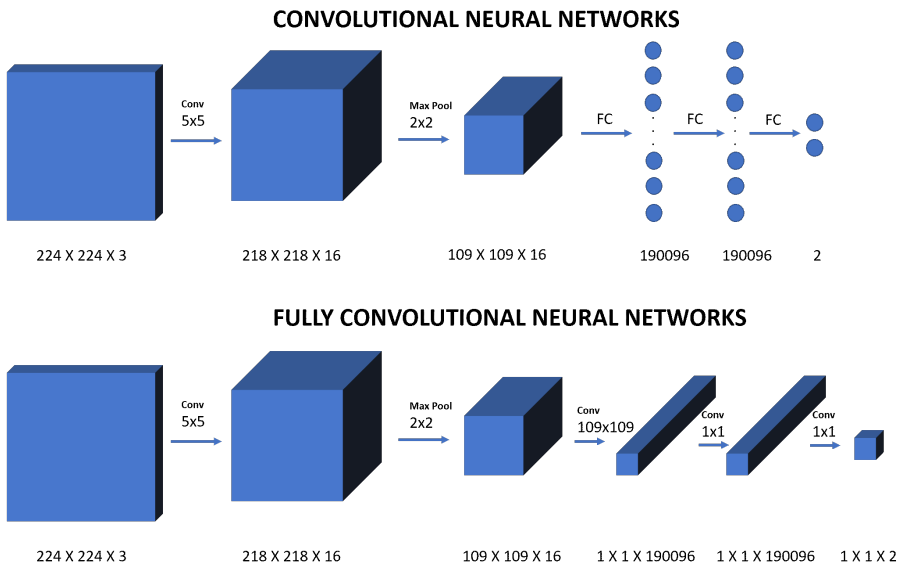 CONVOLUTIONAL NEURAL NETWORKS
Conv
5x5
Max Pool
2x2
FC
FC
FC
224 X 224 X 3
218 X 218 X 16
109 X 109 X 16
190096
190096
2
FULLY CONVOLUTIONAL NEURAL NETWORKS
Conv
5x5
Max Pool
2x2
Conv
109x109
Conv
1x1
Conv
1x1
224 X 224 X 3
218 X 218 X 16
109 X 109 X 16
1 X 1 X 190096
1 X 1 X 190096
1 X 1 X 2